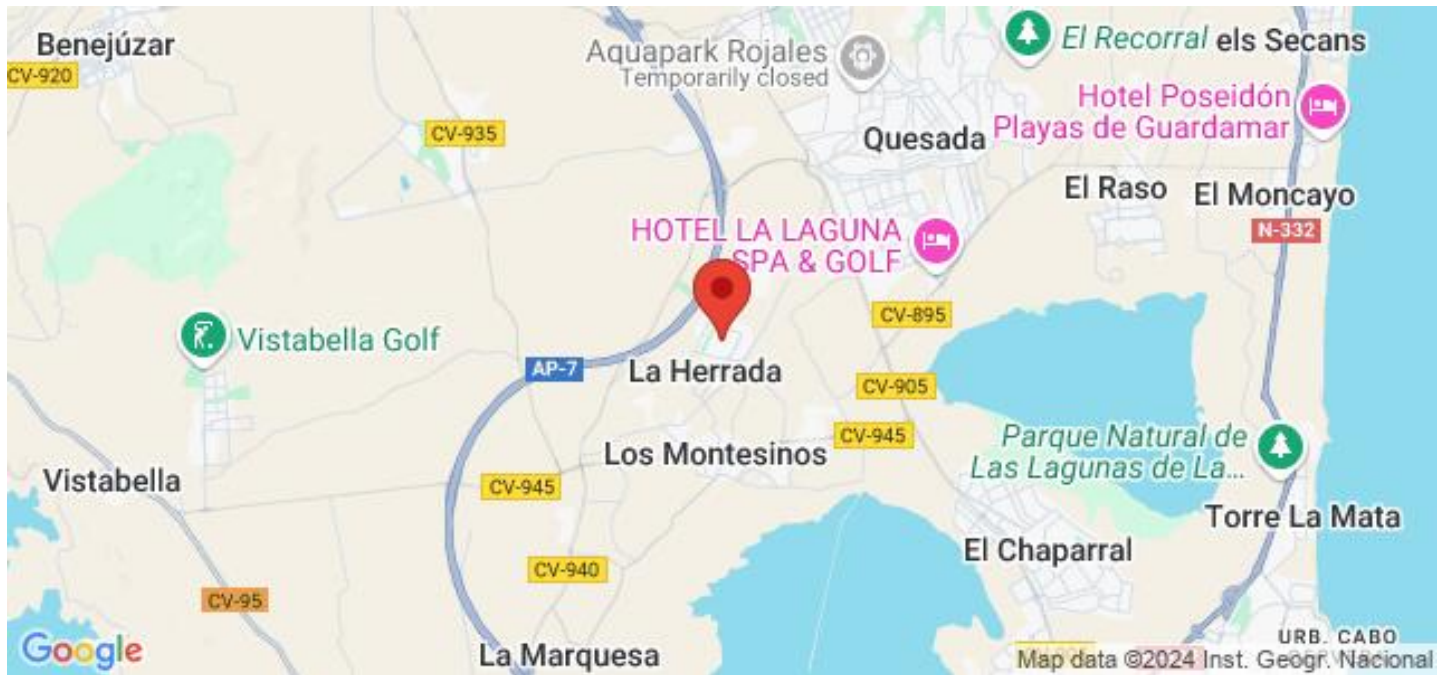 Benejúzar
CV-920
Aquapark Rojales
Temporarily closed
El Recorral
els Secans
Hotel Poseidón
Playas de Guardamar
CV-935
Quesada
El Raso
El Moncayo
N-332
HOTEL LA LAGUNA
SPA & GOLF
CV-895
Vistabella Golf
AP-7
La Herrada
CV-905
CV-945
Los Montesinos
Parque Natural de
Las Lagunas de La...
Vistabella
CV-945
Torre La Mata
El Chaparral
CV-940
CV-95
URB. CABO
La Marquesa
Google
Map data ©2024 Inst. Geogr. Nacional